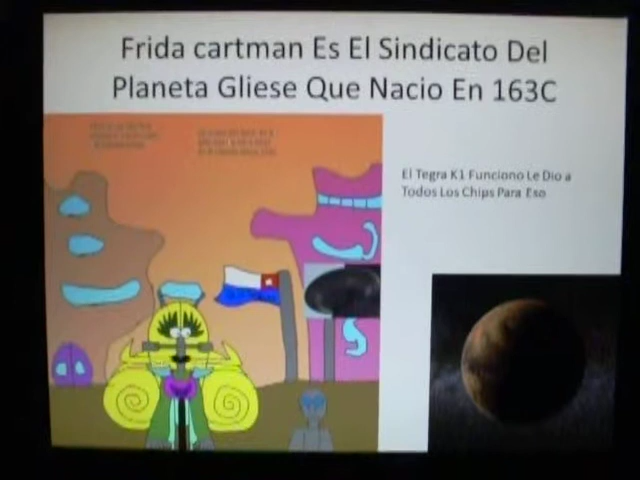 Frida cartman Es El Sindicato Del
Planeta Gliese Que Nacio En 163C
El Tegra K1 Funciono Le Dio a
Todos Los Chips Para Eso